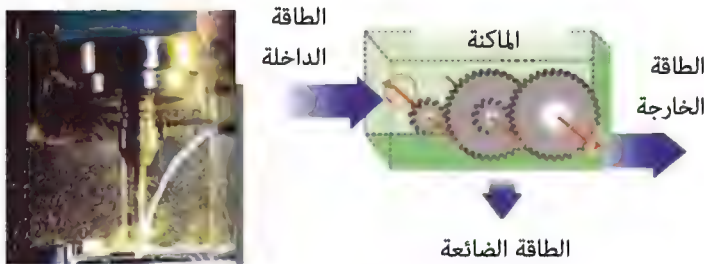 الطاقة
الداخلة
الماكنة
الطاقة
الخارجة
الطاقة الضائعة